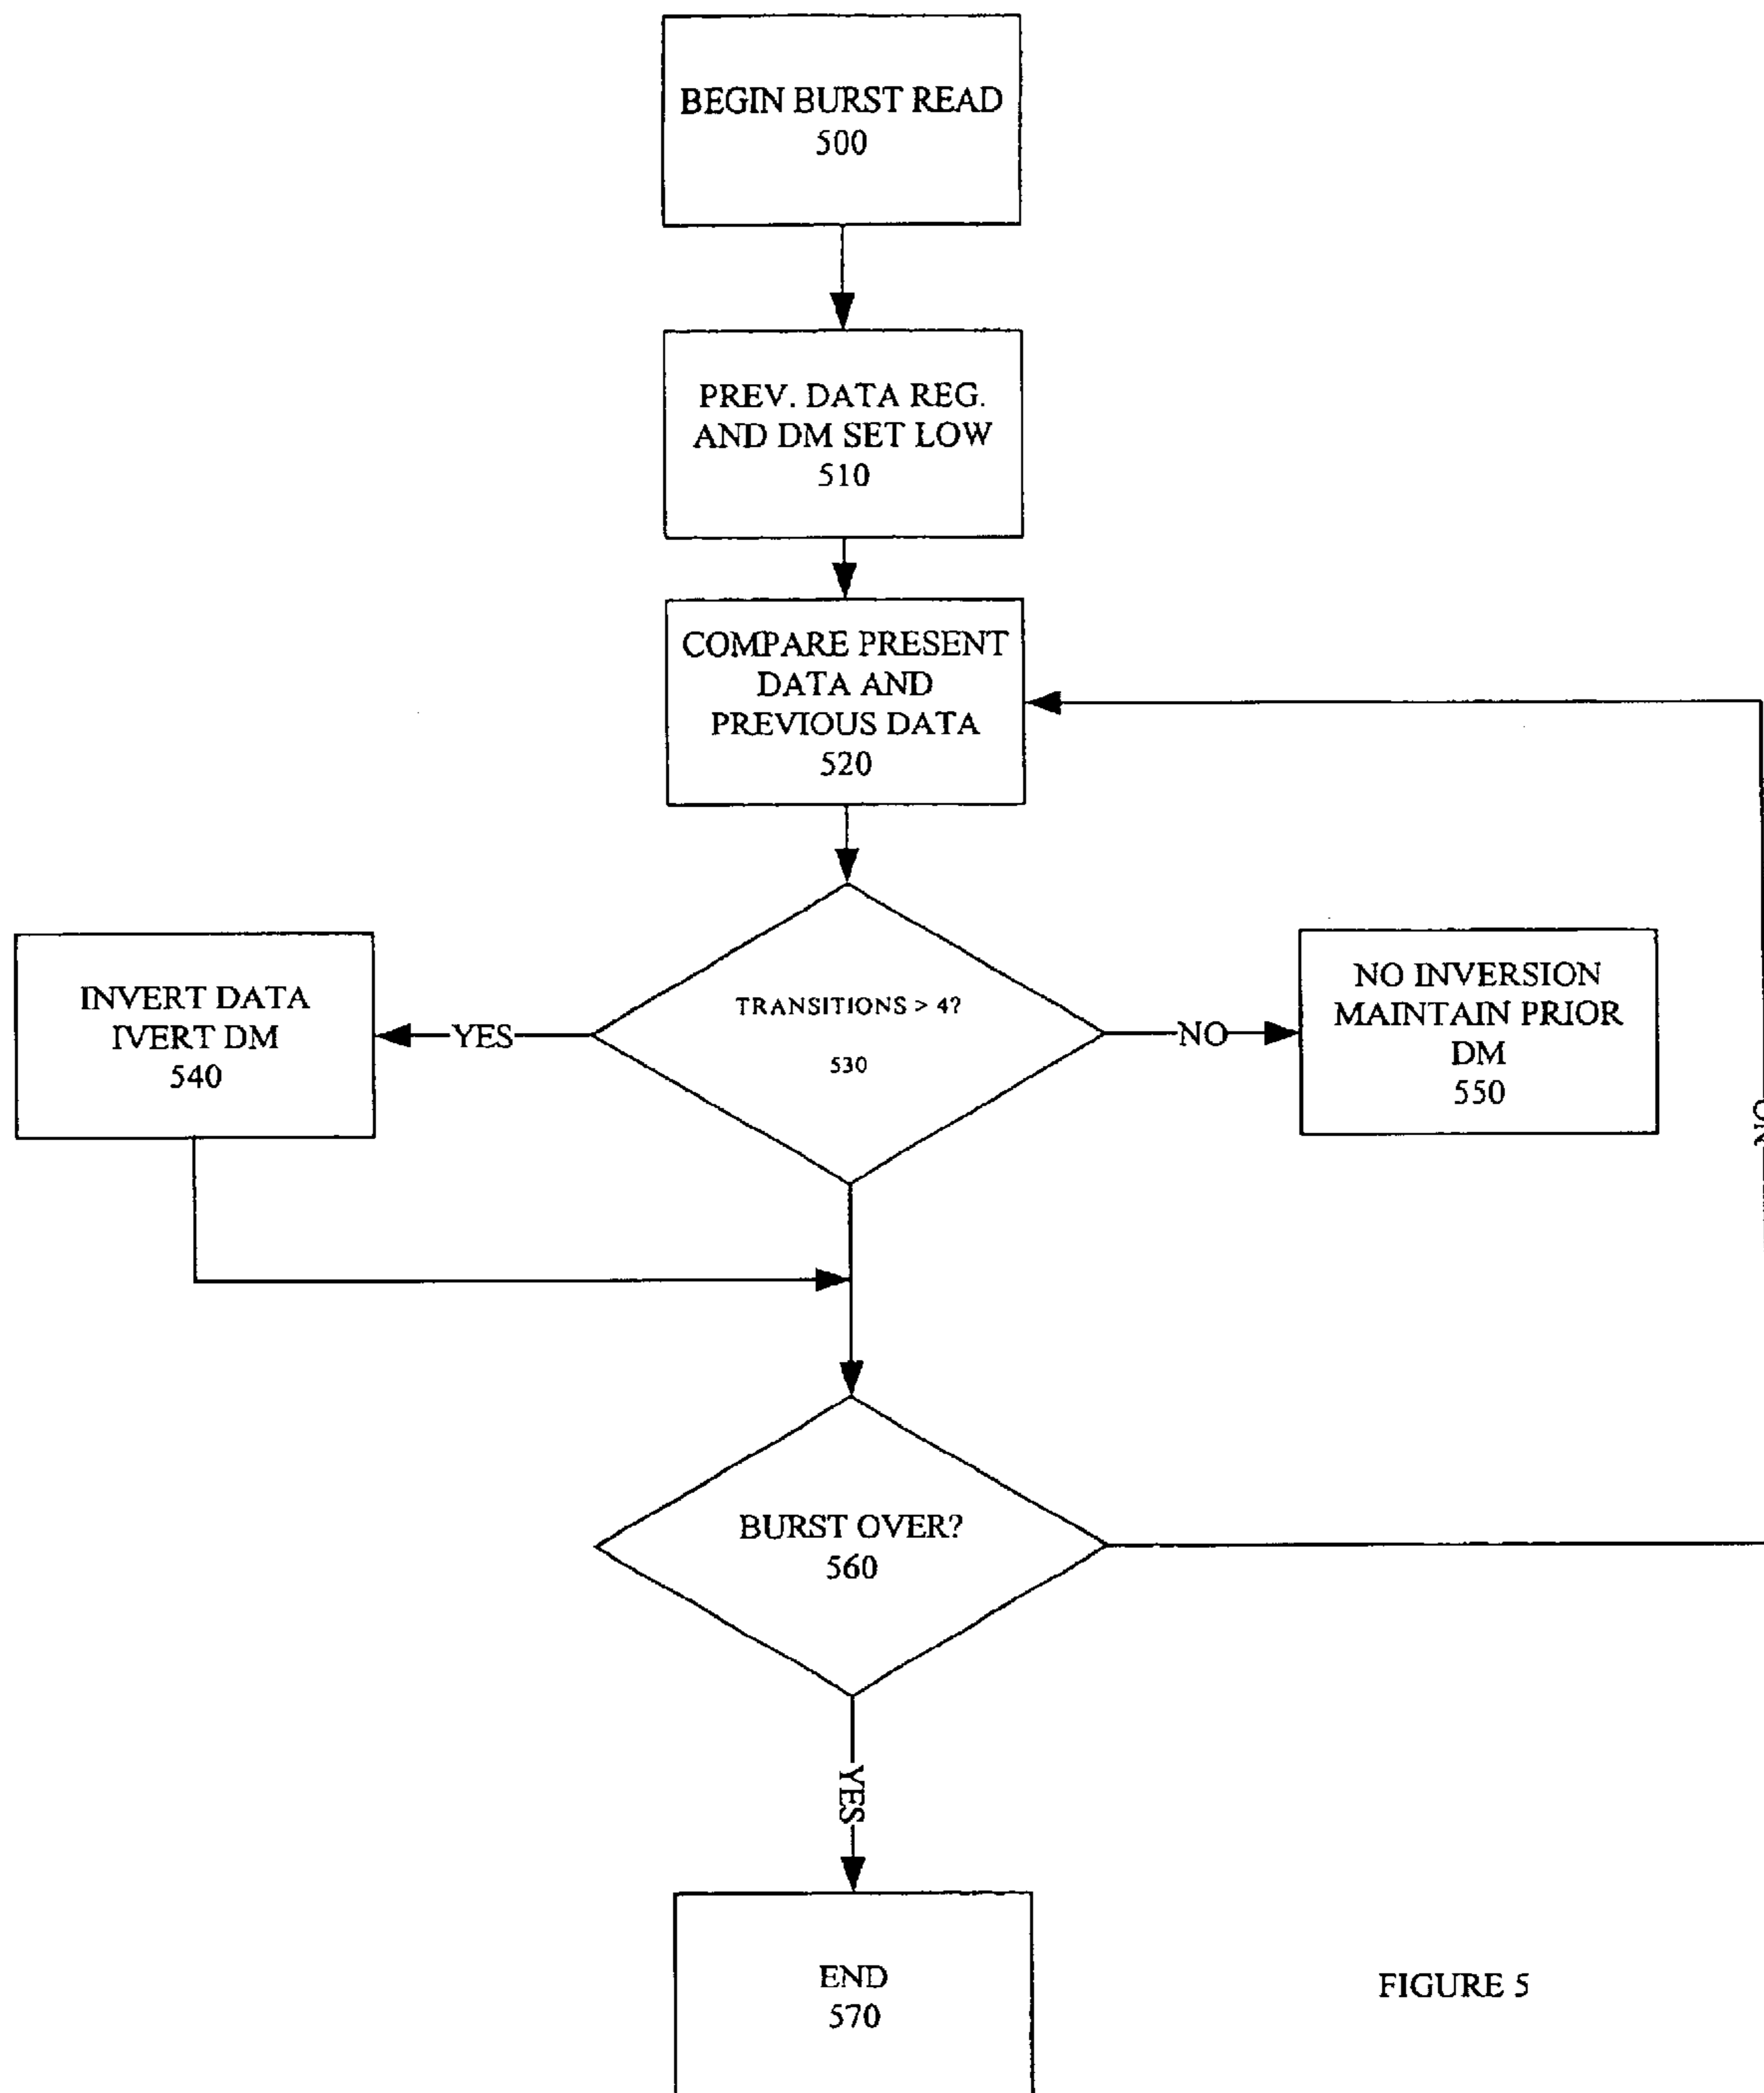 BEGIN BURST READ
500
PREV. DATA REG.
AND DM SET LOW
510
COMPARE PRESENT
DATA AND
PREVIOUS DATA
520
TRANSITIONS > 4?
530
YES
NO
INVERT DATA
IVERT DM
540
NO INVERSION
MAINTAIN PRIOR
DM
550
NO
BURST OVER?
560
YES
END
570
FIGURE 5